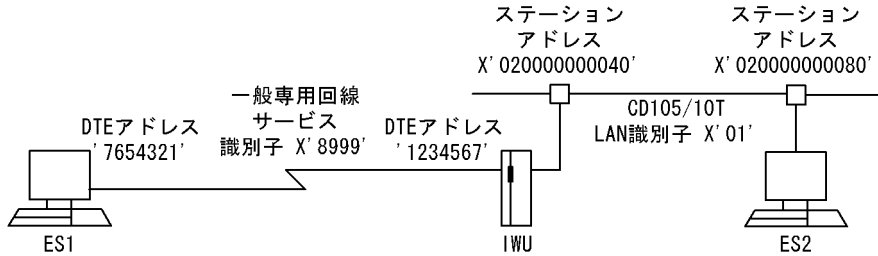 ステーション
アドレス
X'020000000040'
ステーション
アドレス
X'020000000080'
一般専用回線
サービス
識別子 X'8999'
DTEアドレス
'7654321'
DTEアドレス
'1234567'
CD105/10T
LAN識別子 X'01'
ES1
IWU
ES2